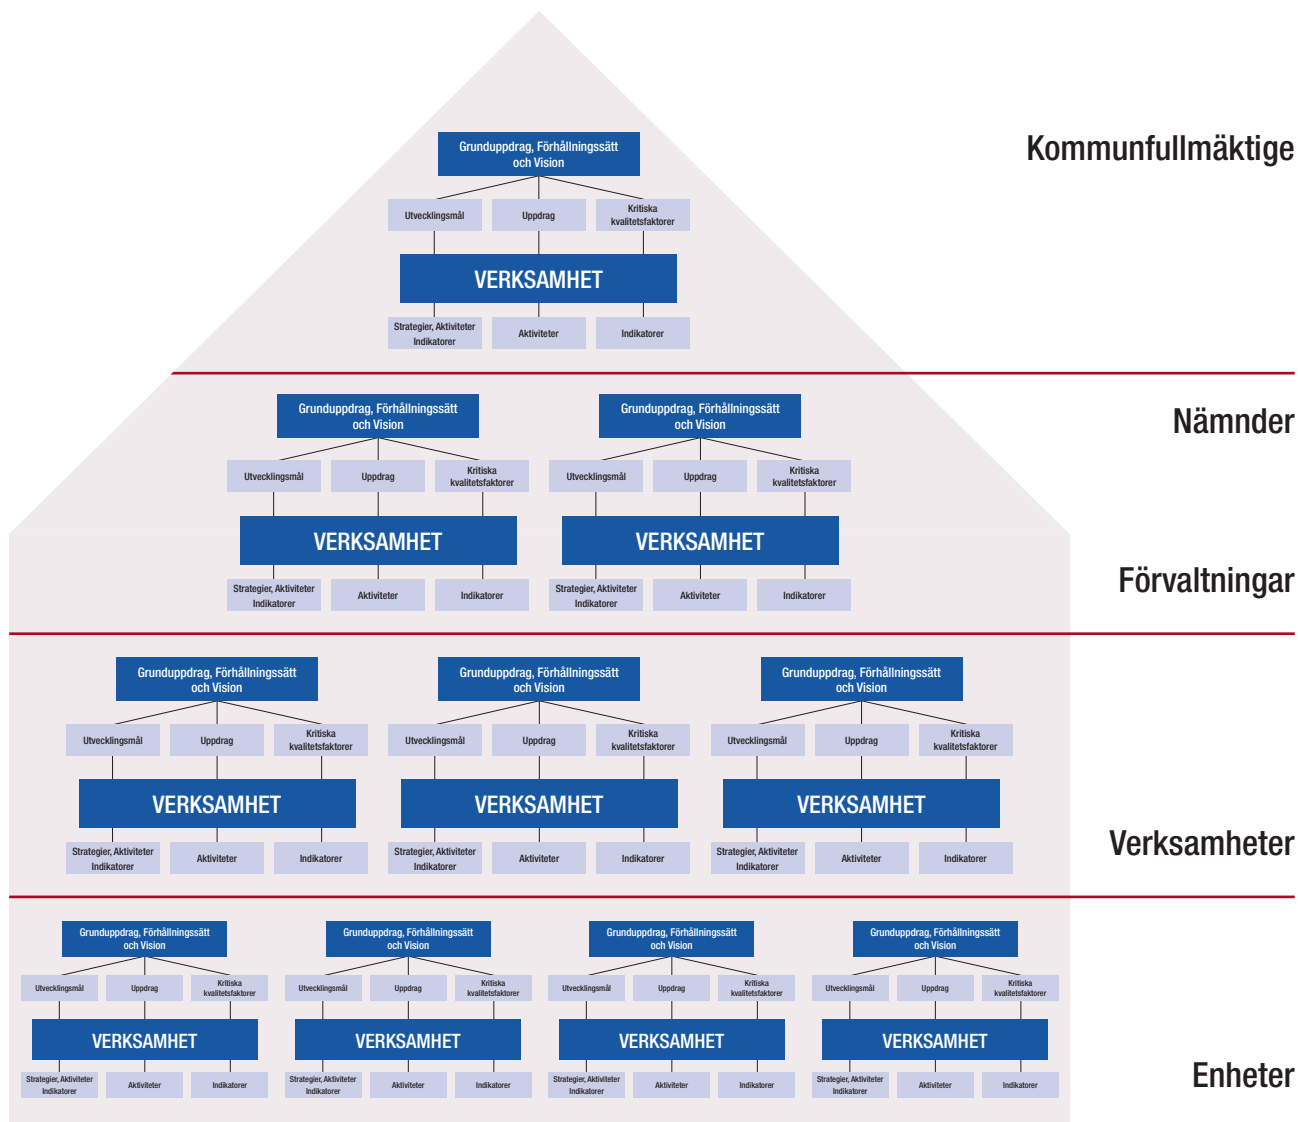 Kommunfullmäktige
Grunduppdrag, Förhållningssätt
och Vision
Utvecklingsmål
Uppdrag
Kritiska
kvalitetsfaktorer
VERKSAMHET
Strategier, Aktiviteter
Indikatorer
Aktiviteter
Indikatorer
Nämnder
Förvaltningar
Grunduppdrag, Förhållningssätt
och Vision
Utvecklingsmål
Uppdrag
Kritiska
kvalitetsfaktorer
VERKSAMHET
Strategier, Aktiviteter
Indikatorer
Aktiviteter
Indikatorer
Grunduppdrag, Förhållningssätt
och Vision
Utvecklingsmål
Uppdrag
Kritiska
kvalitetsfaktorer
VERKSAMHET
Strategier, Aktiviteter
Indikatorer
Aktiviteter
Indikatorer
Verksamheter
Grunduppdrag, Förhållningssätt
och Vision
Utvecklingsmål
Uppdrag
Kritiska
kvalitetsfaktorer
VERKSAMHET
Strategier, Aktiviteter
Indikatorer
Aktiviteter
Indikatorer
Grunduppdrag, Förhållningssätt
och Vision
Utvecklingsmål
Uppdrag
Kritiska
kvalitetsfaktorer
VERKSAMHET
Strategier, Aktiviteter
Indikatorer
Aktiviteter
Indikatorer
Grunduppdrag, Förhållningssätt
och Vision
Utvecklingsmål
Uppdrag
Kritiska
kvalitetsfaktorer
VERKSAMHET
Strategier, Aktiviteter
Indikatorer
Aktiviteter
Indikatorer
Enheter
Grunduppdrag, Förhållningssätt
och Vision
Utvecklingsmål
Uppdrag
Kritiska
kvalitetsfaktorer
VERKSAMHET
Strategier, Aktiviteter
Indikatorer
Aktiviteter
Indikatorer
Grunduppdrag, Förhållningssätt
och Vision
Utvecklingsmål
Uppdrag
Kritiska
kvalitetsfaktorer
VERKSAMHET
Strategier, Aktiviteter
Indikatorer
Aktiviteter
Indikatorer
Grunduppdrag, Förhållningssätt
och Vision
Utvecklingsmål
Uppdrag
Kritiska
kvalitetsfaktorer
VERKSAMHET
Strategier, Aktiviteter
Indikatorer
Aktiviteter
Indikatorer
Grunduppdrag, Förhållningssätt
och Vision
Utvecklingsmål
Uppdrag
Kritiska
kvalitetsfaktorer
VERKSAMHET
Strategier, Aktiviteter
Indikatorer
Aktiviteter
Indikatorer